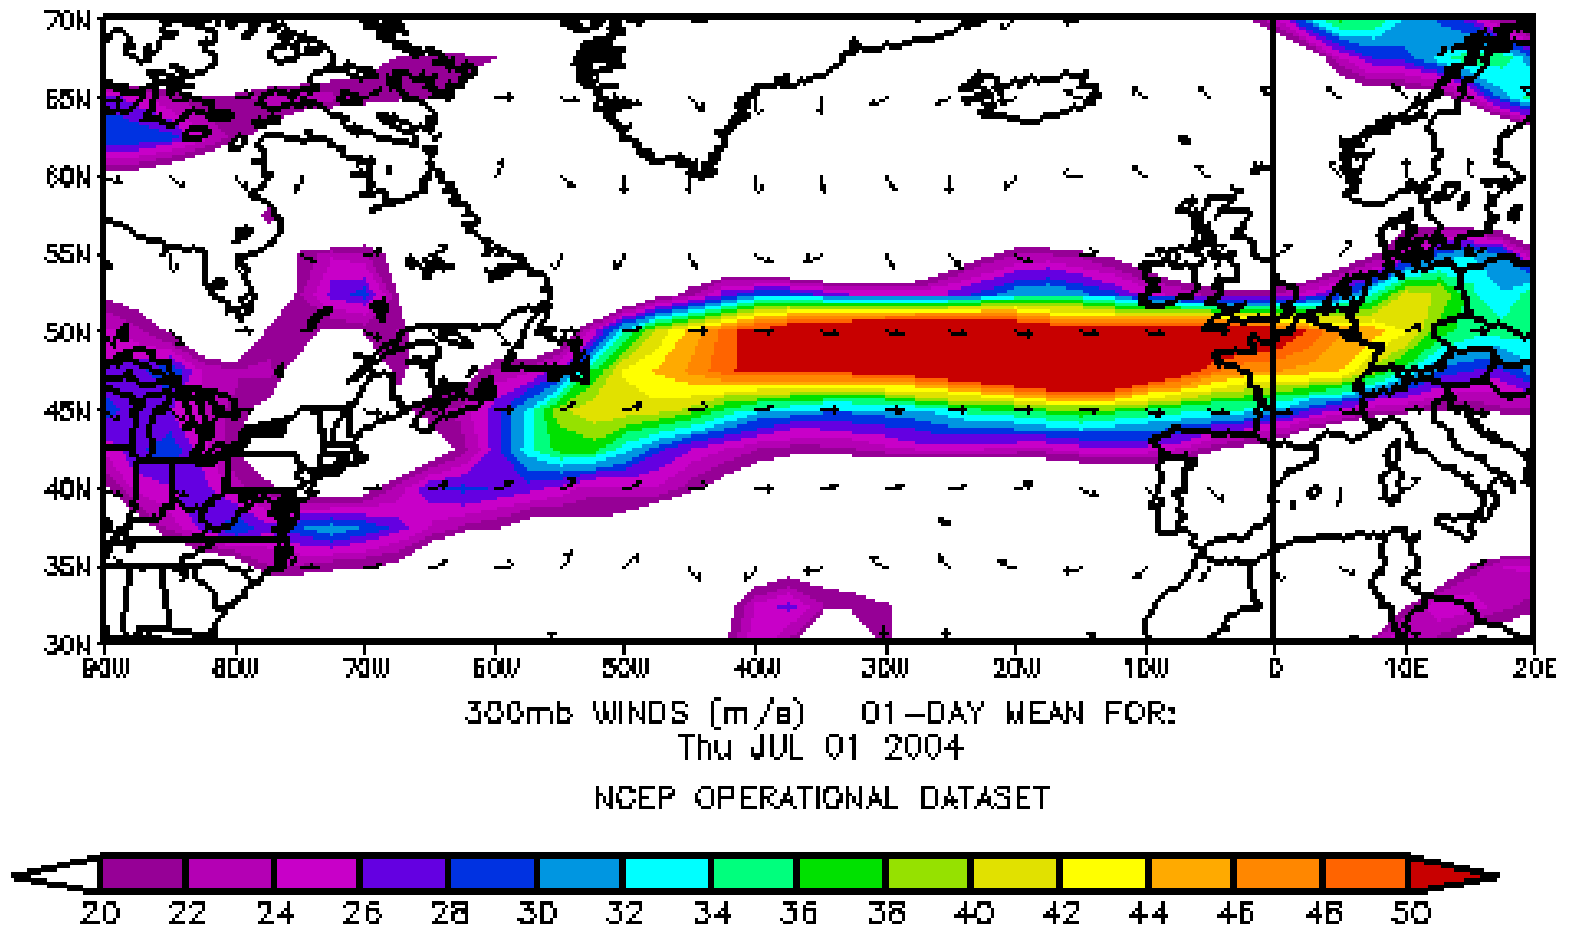 70N
65N
60N
55N
50N
45N
40N
35N
30N
90W 80W 70W 60W 50W 40W 30W 20W 10W 0 10E 20E
300mb WINDS (m/s) 01-DAY MEAN FOR:
Thu JUL 01 2004
NCEP OPERATIONAL DATASET
20 22 24 26 28 30 32 34 36 38 40 42 44 46 48 50